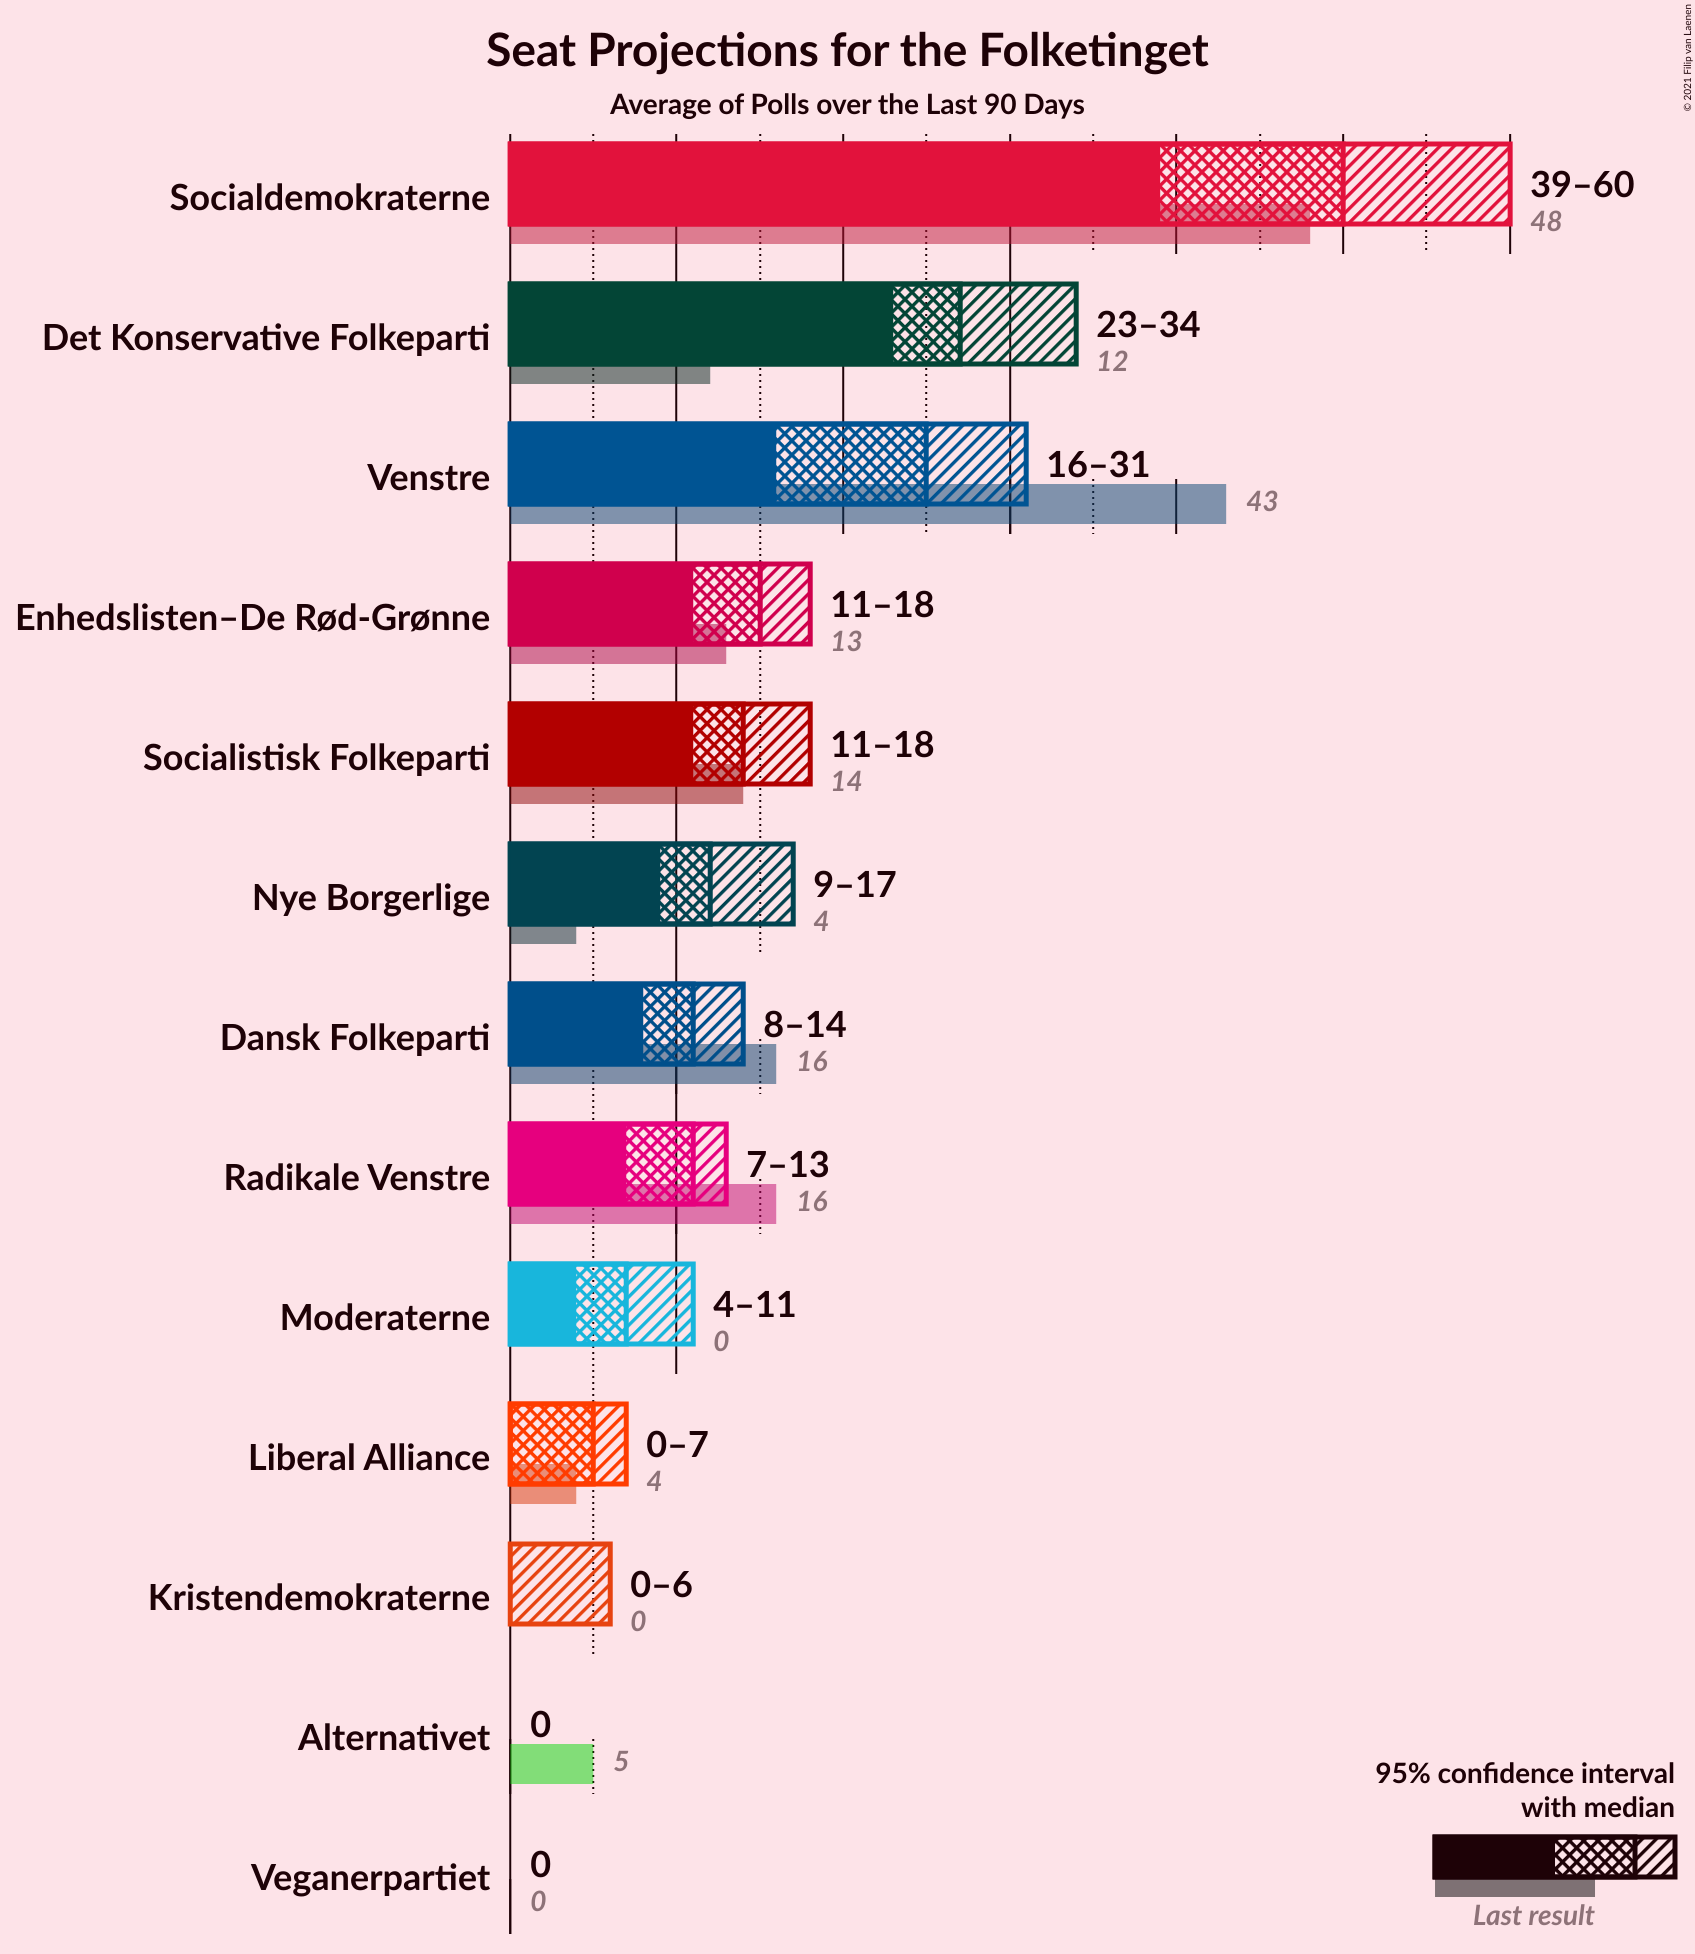 © 2021 Filip van Laenen
Seat Projections for the Folketinget
Average of Polls over the Last 90 Days
Socialdemokraterne
39–60
48
Det Konservative Folkeparti
23–34
12
Venstre
16–31
43
Enhedslisten–De Rød-Grønne
11–18
13
Socialistisk Folkeparti
11–18
14
Nye Borgerlige
9–17
4
Dansk Folkeparti
8–14
16
Radikale Venstre
7–13
16
Moderaterne
4–11
0
Liberal Alliance
0–7
4
Kristendemokraterne
0–6
0
Alternativet
0
5
Veganerpartiet
0
0
95% confidence interval
with median
Last result